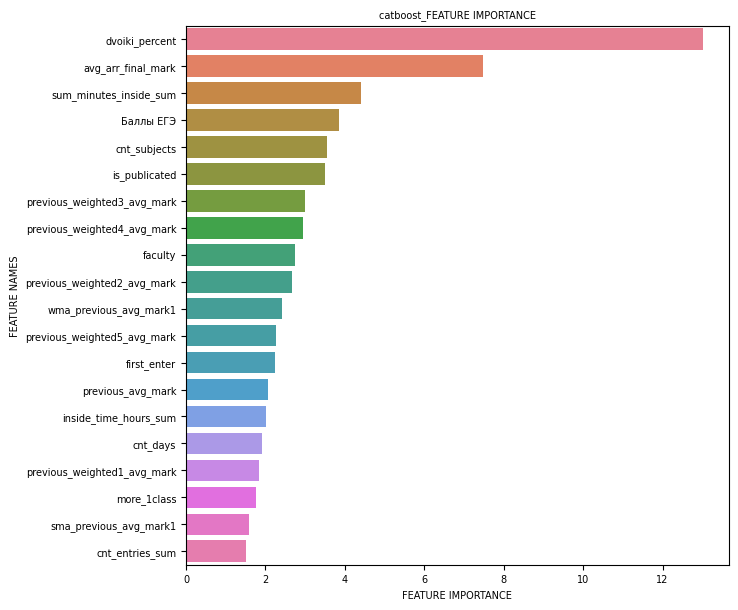 catboost_FEATURE IMPORTANCE
FEATURE NAMES
dvoiki_percent
avg_arr_final_mark
sum_minutes_inside_sum
Баллы ЕГЭ
cnt_subjects
is_publicated
previous_weighted3_avg_mark
previous_weighted4_avg_mark
faculty
previous_weighted2_avg_mark
wma_previous_avg_mark1
previous_weighted5_avg_mark
first_enter
previous_avg_mark
inside_time_hours_sum
cnt_days
previous_weighted1_avg_mark
more_1class
sma_previous_avg_mark1
cnt_entries_sum
0 2 4 6 8 10 12
FEATURE IMPORTANCE